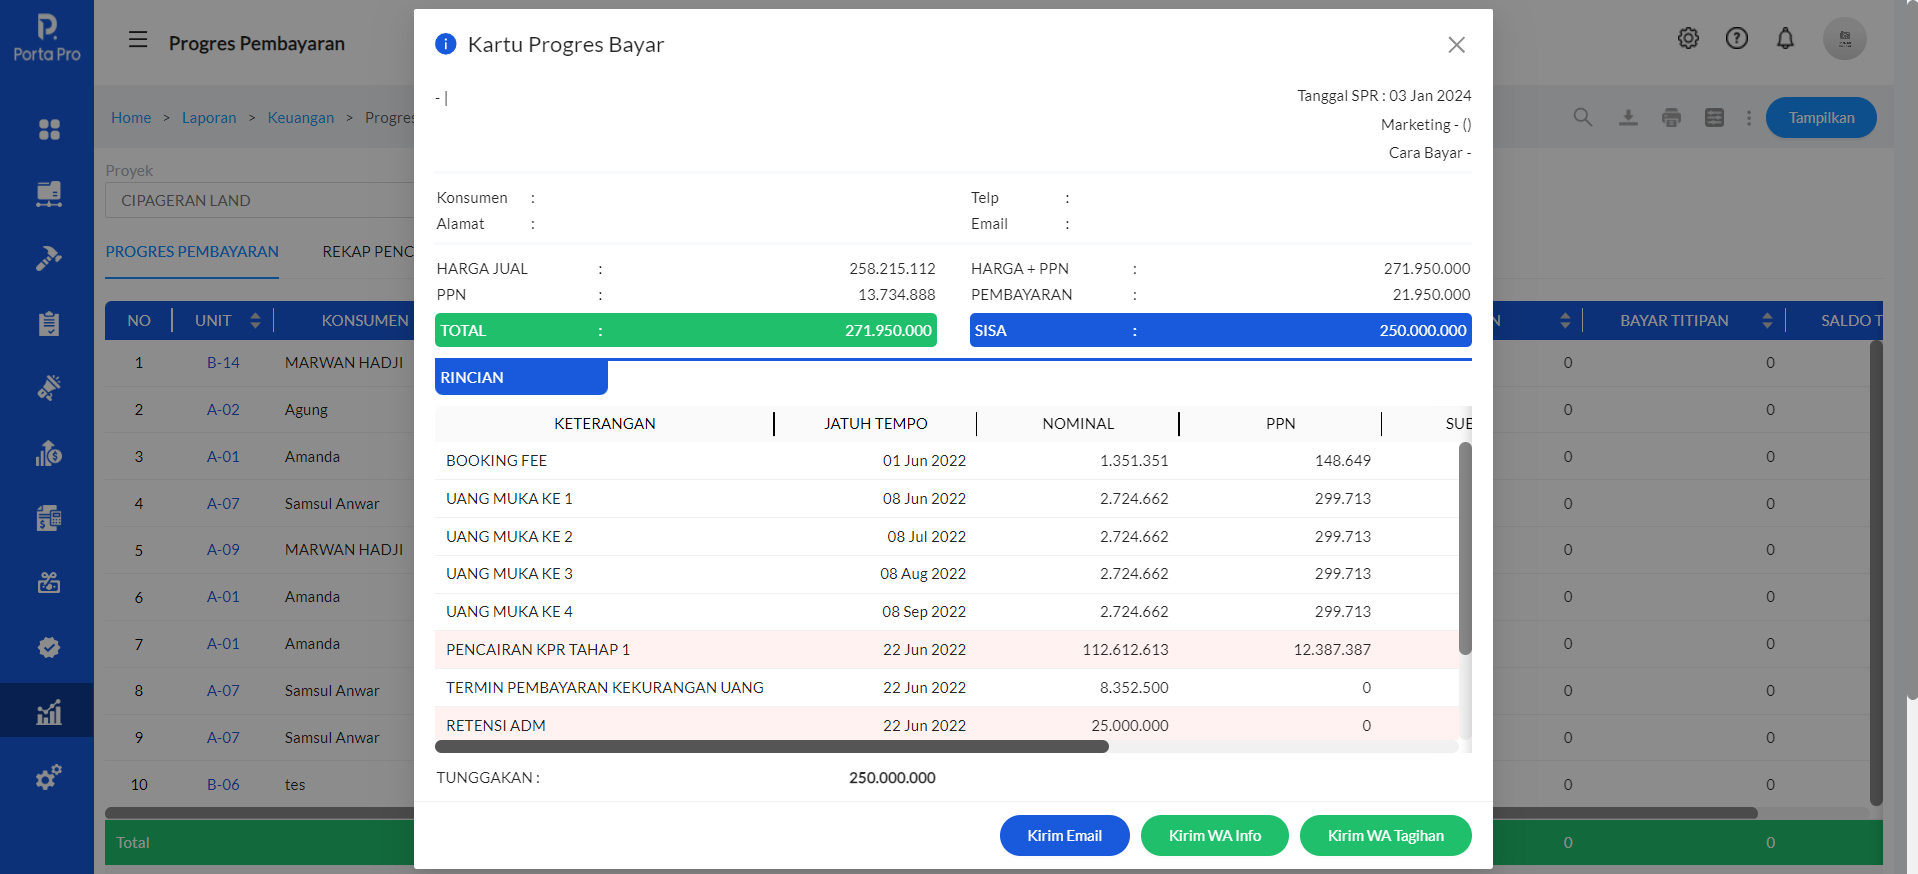 Porta Pro
Progres Pembayaran
Home > Laporan > Keuangan > Progres
Tampilkan
Proyek
CIPAGERAN LAND
PROGRES PEMBAYARAN
REKAP PENC
NO UNIT KONSUMEN N BAYAR TITIPAN SALDO T
1 B-14 MARWAN HADJI 0 0
2 A-02 Agung 0 0
3 A-01 Amanda 0 0
4 A-07 Samsul Anwar 0 0
5 A-09 MARWAN HADJI 0 0
6 A-01 Amanda 0 0
7 A-01 Amanda 0 0
8 A-07 Samsul Anwar 0 0
9 A-07 Samsul Anwar 0 0
10 B-06 tes 0 0
Total 0 0
Kartu Progres Bayar
- |
Tanggal SPR : 03 Jan 2024
Marketing - ()
Cara Bayar -
Konsumen :
Telp :
Alamat :
Email :
HARGA JUAL : 258.215.112
HARGA + PPN : 271.950.000
PPN : 13.734.888
PEMBAYARAN : 21.950.000
TOTAL : 271.950.000
SISA : 250.000.000
RINCIAN
KETERANGAN JATUH TEMPO NOMINAL PPN SUB
BOOKING FEE 01 Jun 2022 1.351.351 148.649
UANG MUKA KE 1 08 Jun 2022 2.724.662 299.713
UANG MUKA KE 2 08 Jul 2022 2.724.662 299.713
UANG MUKA KE 3 08 Aug 2022 2.724.662 299.713
UANG MUKA KE 4 08 Sep 2022 2.724.662 299.713
PENCAIRAN KPR TAHAP 1 22 Jun 2022 112.612.613 12.387.387
TERMIN PEMBAYARAN KEKURANGAN UANG 22 Jun 2022 8.352.500 0
RETENSI ADM 22 Jun 2022 25.000.000 0
TUNGGAKAN : 250.000.000
Kirim Email
Kirim WA Info
Kirim WA Tagihan